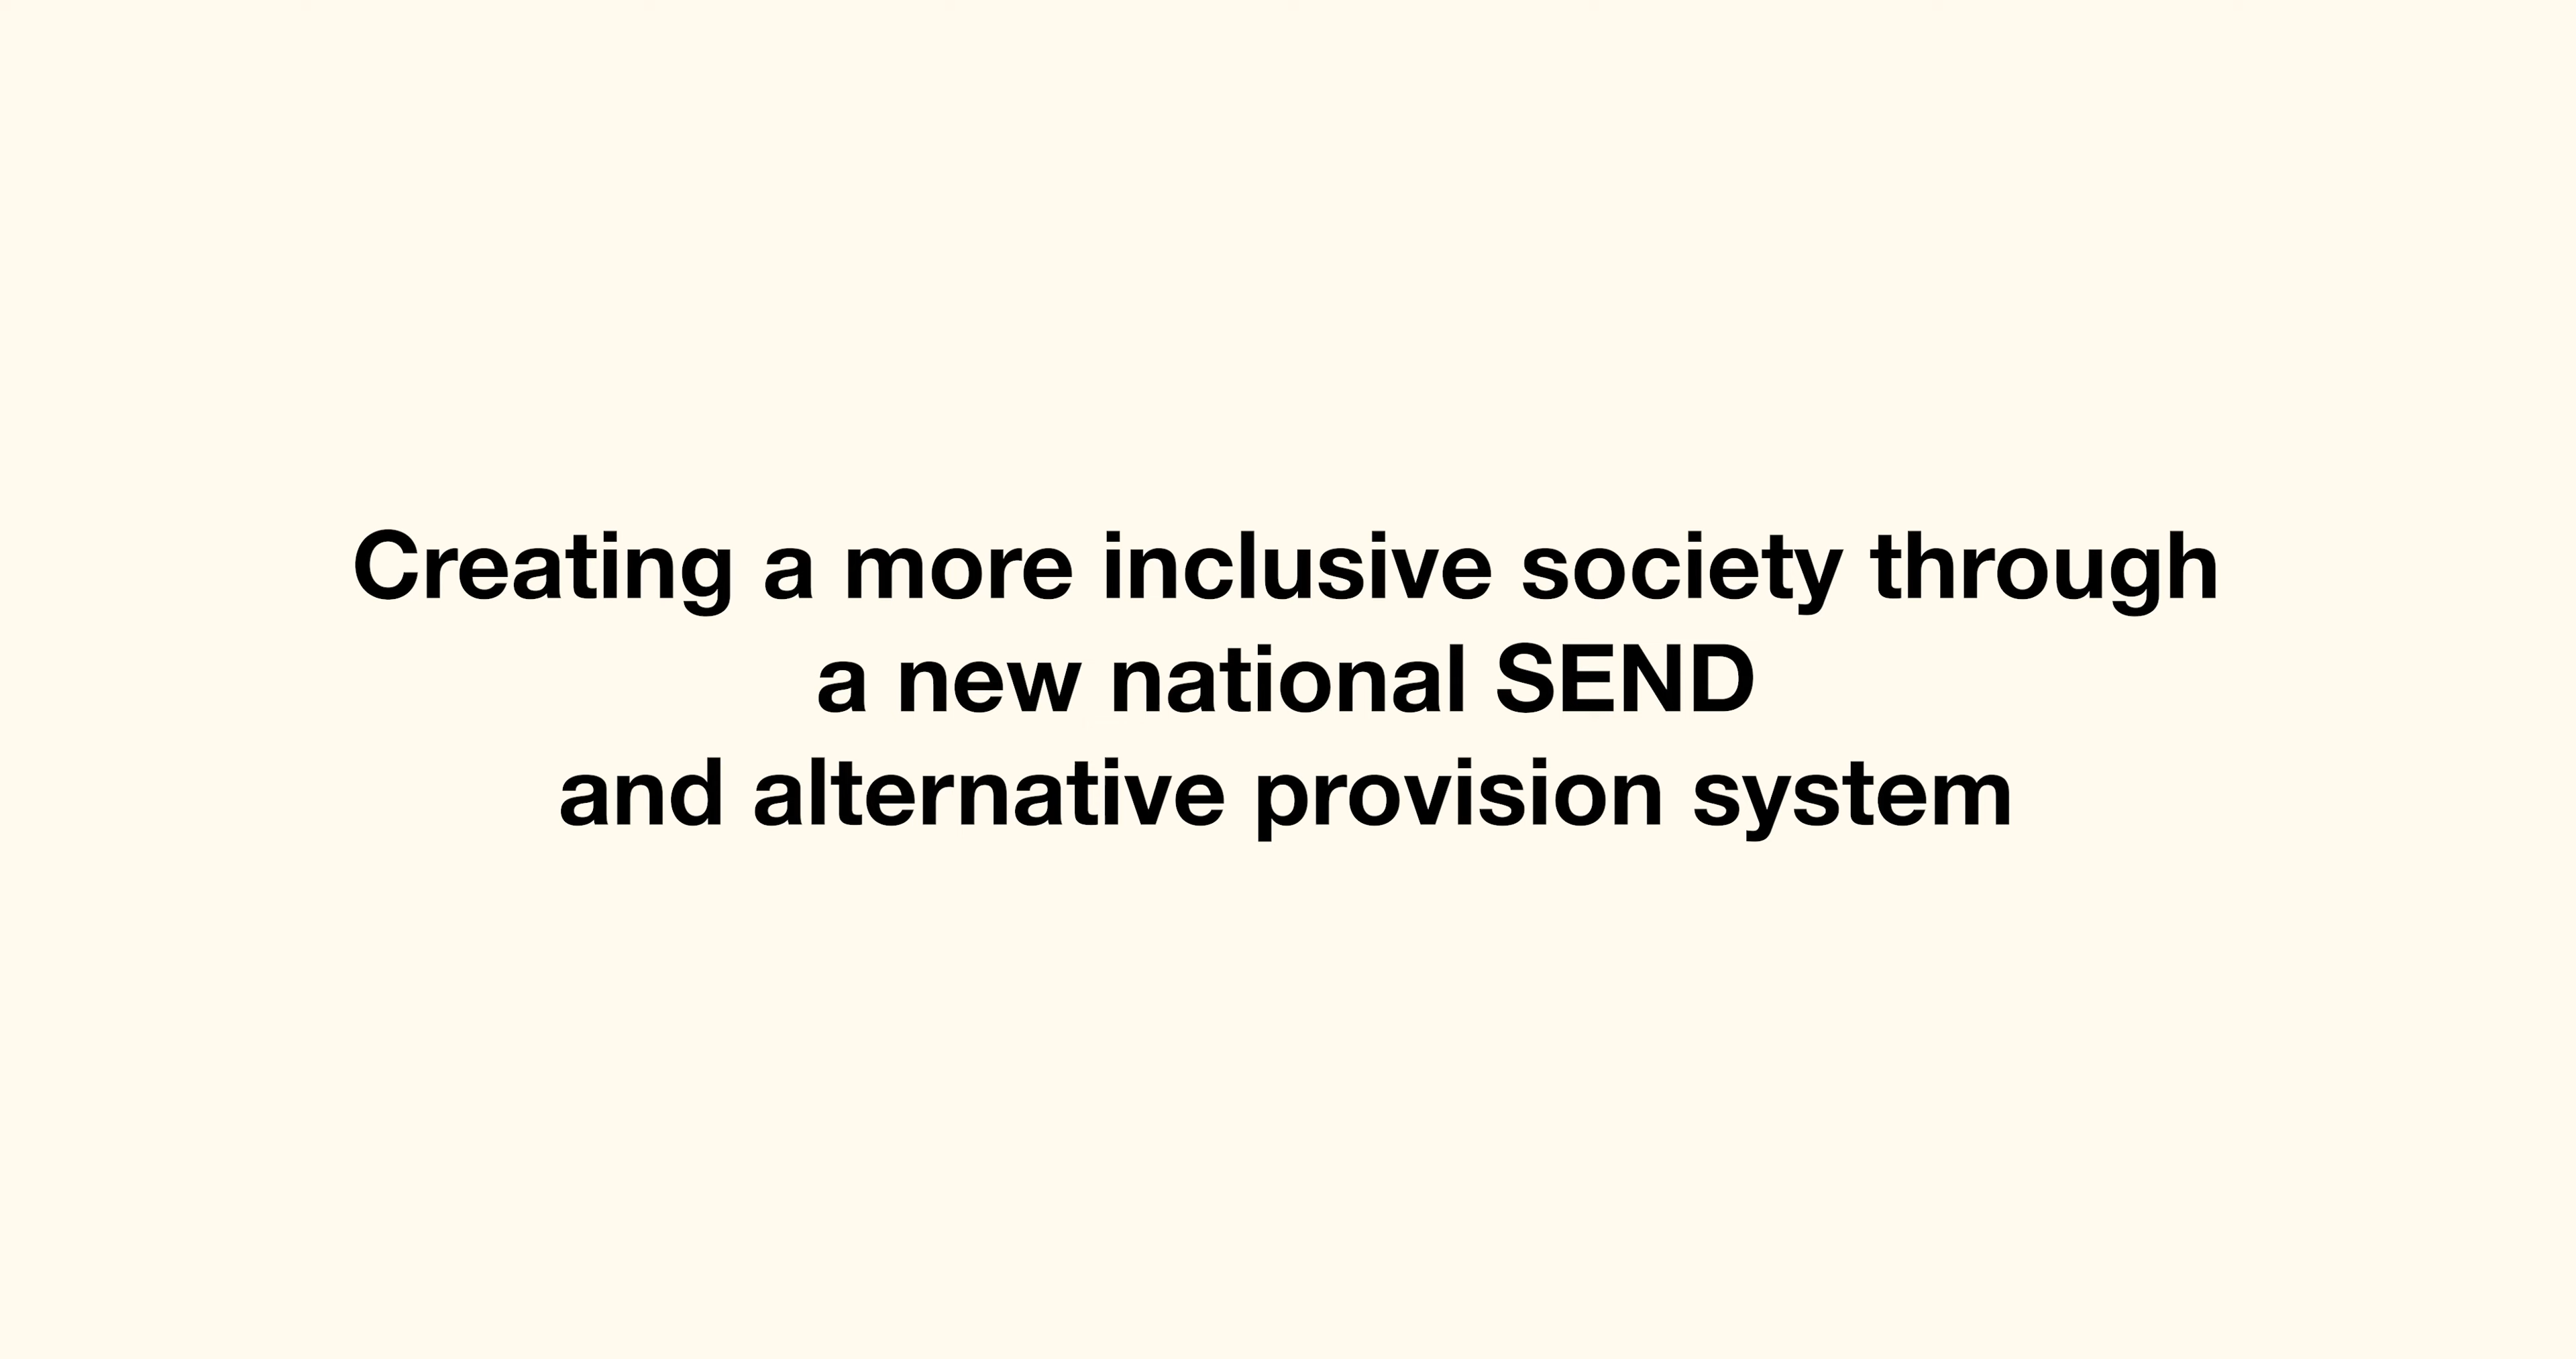 Creating a more inclusive society through
a new national SEND
and alternative provision system